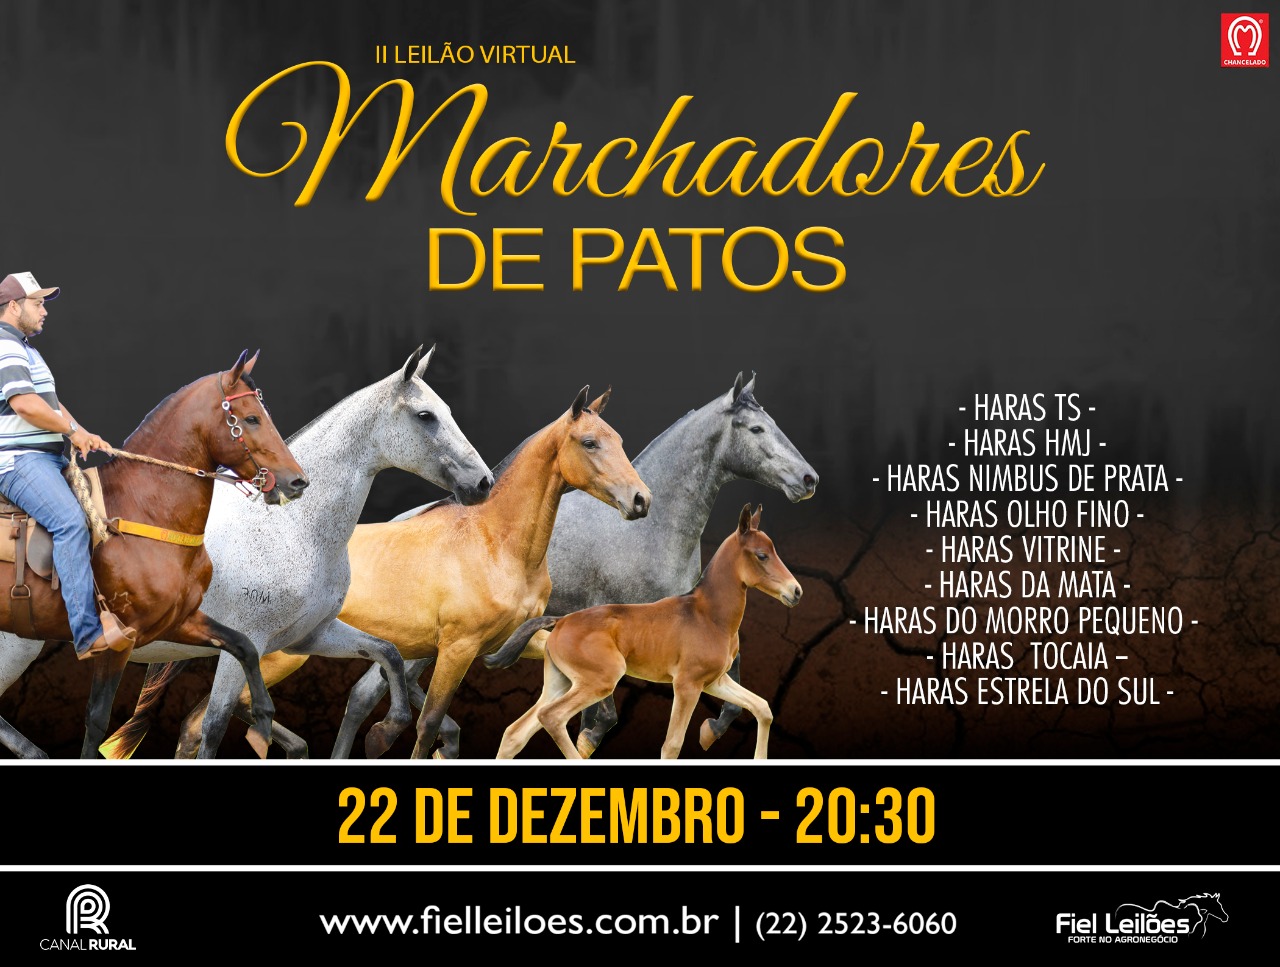 CHANCELADO
II LEILÃO VIRTUAL
Marchadores
DE PATOS
- HARAS TS -
- HARAS HMJ -
- HARAS NIMBUS DE PRATA -
- HARAS OLHO FINO -
- HARAS VITRINE -
- HARAS DA MATA -
- HARAS DO MORRO PEQUENO -
- HARAS TOCAIA –
- HARAS ESTRELA DO SUL -
22 DE DEZEMBRO - 20:30
CANAL RURAL
www.fielleiloes.com.br | (22) 2523-6060
Fiel Leilões
FORTE NO AGRONEGÓCIO